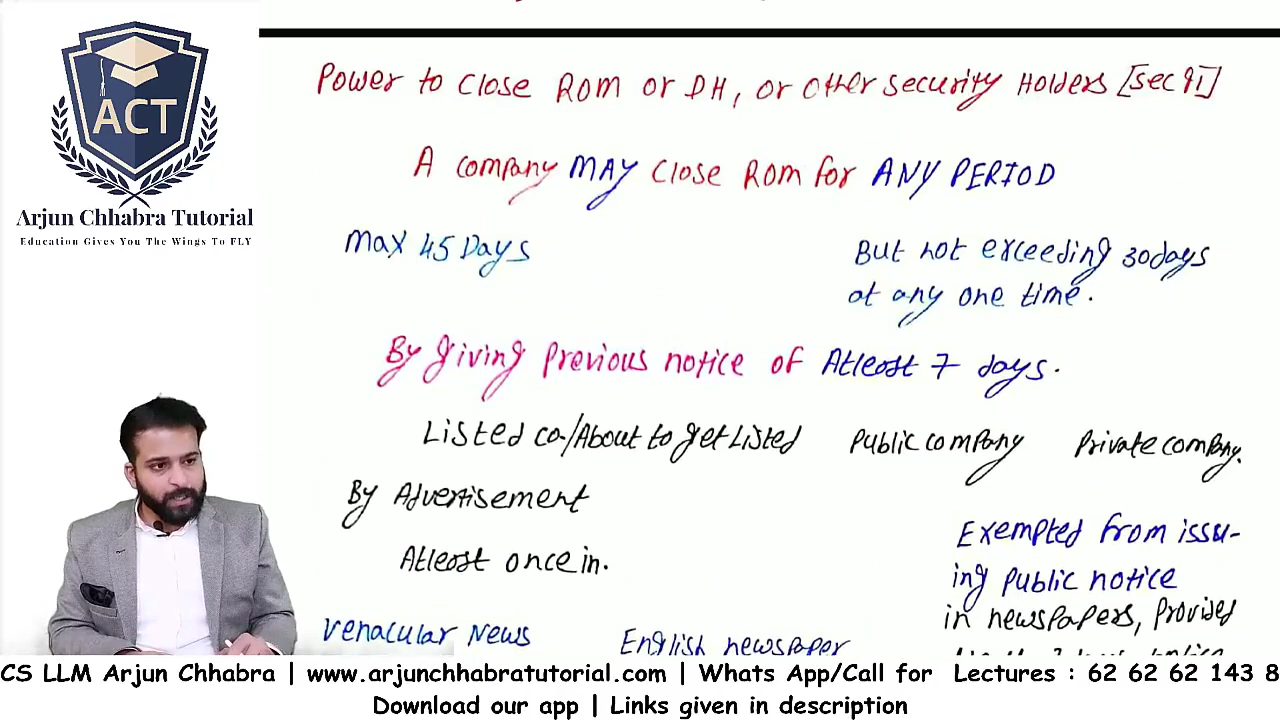 Power to close ROM or DH, or other security Holders [sec 91]
ACT
A company MAY close ROM for ANY PERIOD
Arjun Chhabra Tutorial
Education Gives You The Wings To FLY
Max 45 Days
But not exceeding 30 days
at any one time.
By giving previous notice of Atleast 7 days.
Listed co./About to get Listed Public company Private company.
By Advertisement
Atleast once in.
Exempted from issu-
ing public notice
in newspapers, provided
Venacular News English newspaper
CS LLM Arjun Chhabra | www.arjunchhabratutorial.com | Whats App/Call for Lectures : 62 62 62 143 8
Download our app | Links given in description